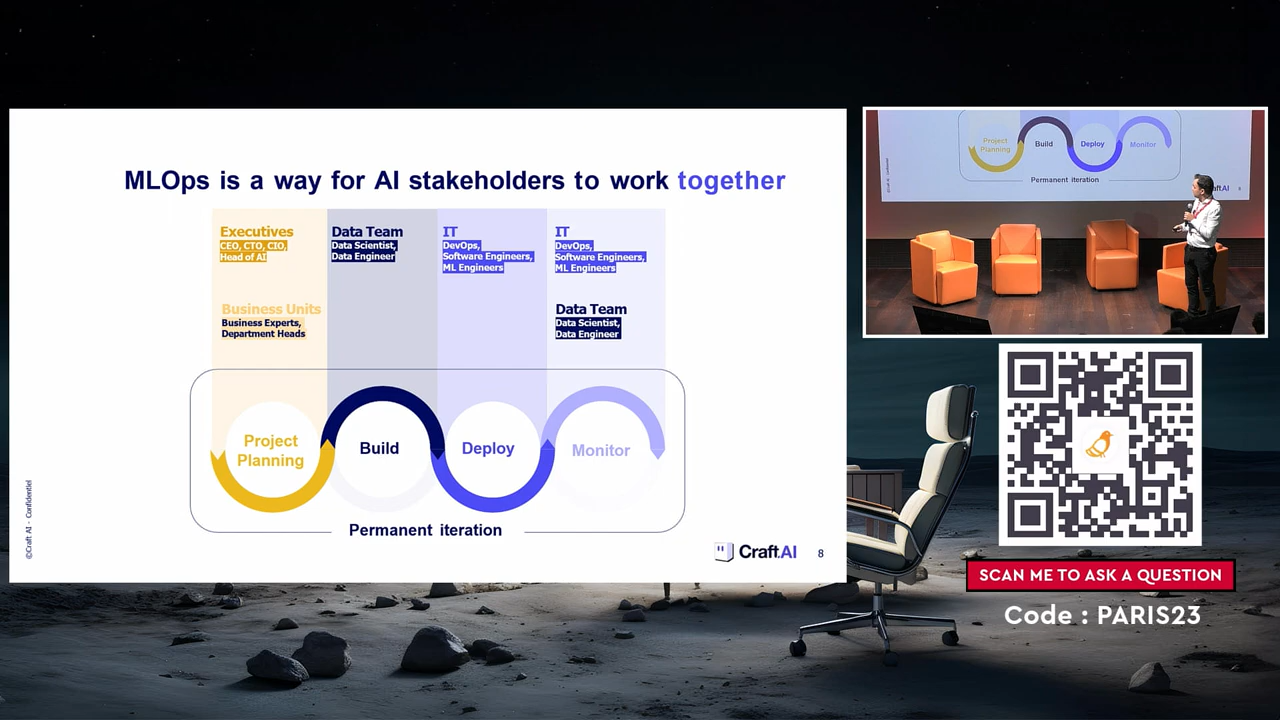 MLOps is a way for AI stakeholders to work together
Executives
CEO, CTO, CIO,
Head of AI
Business Units
Business Experts,
Department Heads
Data Team
Data Scientist,
Data Engineer
IT
DevOps,
Software Engineers,
ML Engineers
IT
DevOps,
Software Engineers,
ML Engineers
Data Team
Data Scientist,
Data Engineer
Project
Planning
Build
Deploy
Monitor
Permanent iteration
©Craft AI - Confidentiel
Craft.AI
8
Project
Planning
Build
Deploy
Monitor
Permanent iteration
8
SCAN ME TO ASK A QUESTION
Code : PARIS23